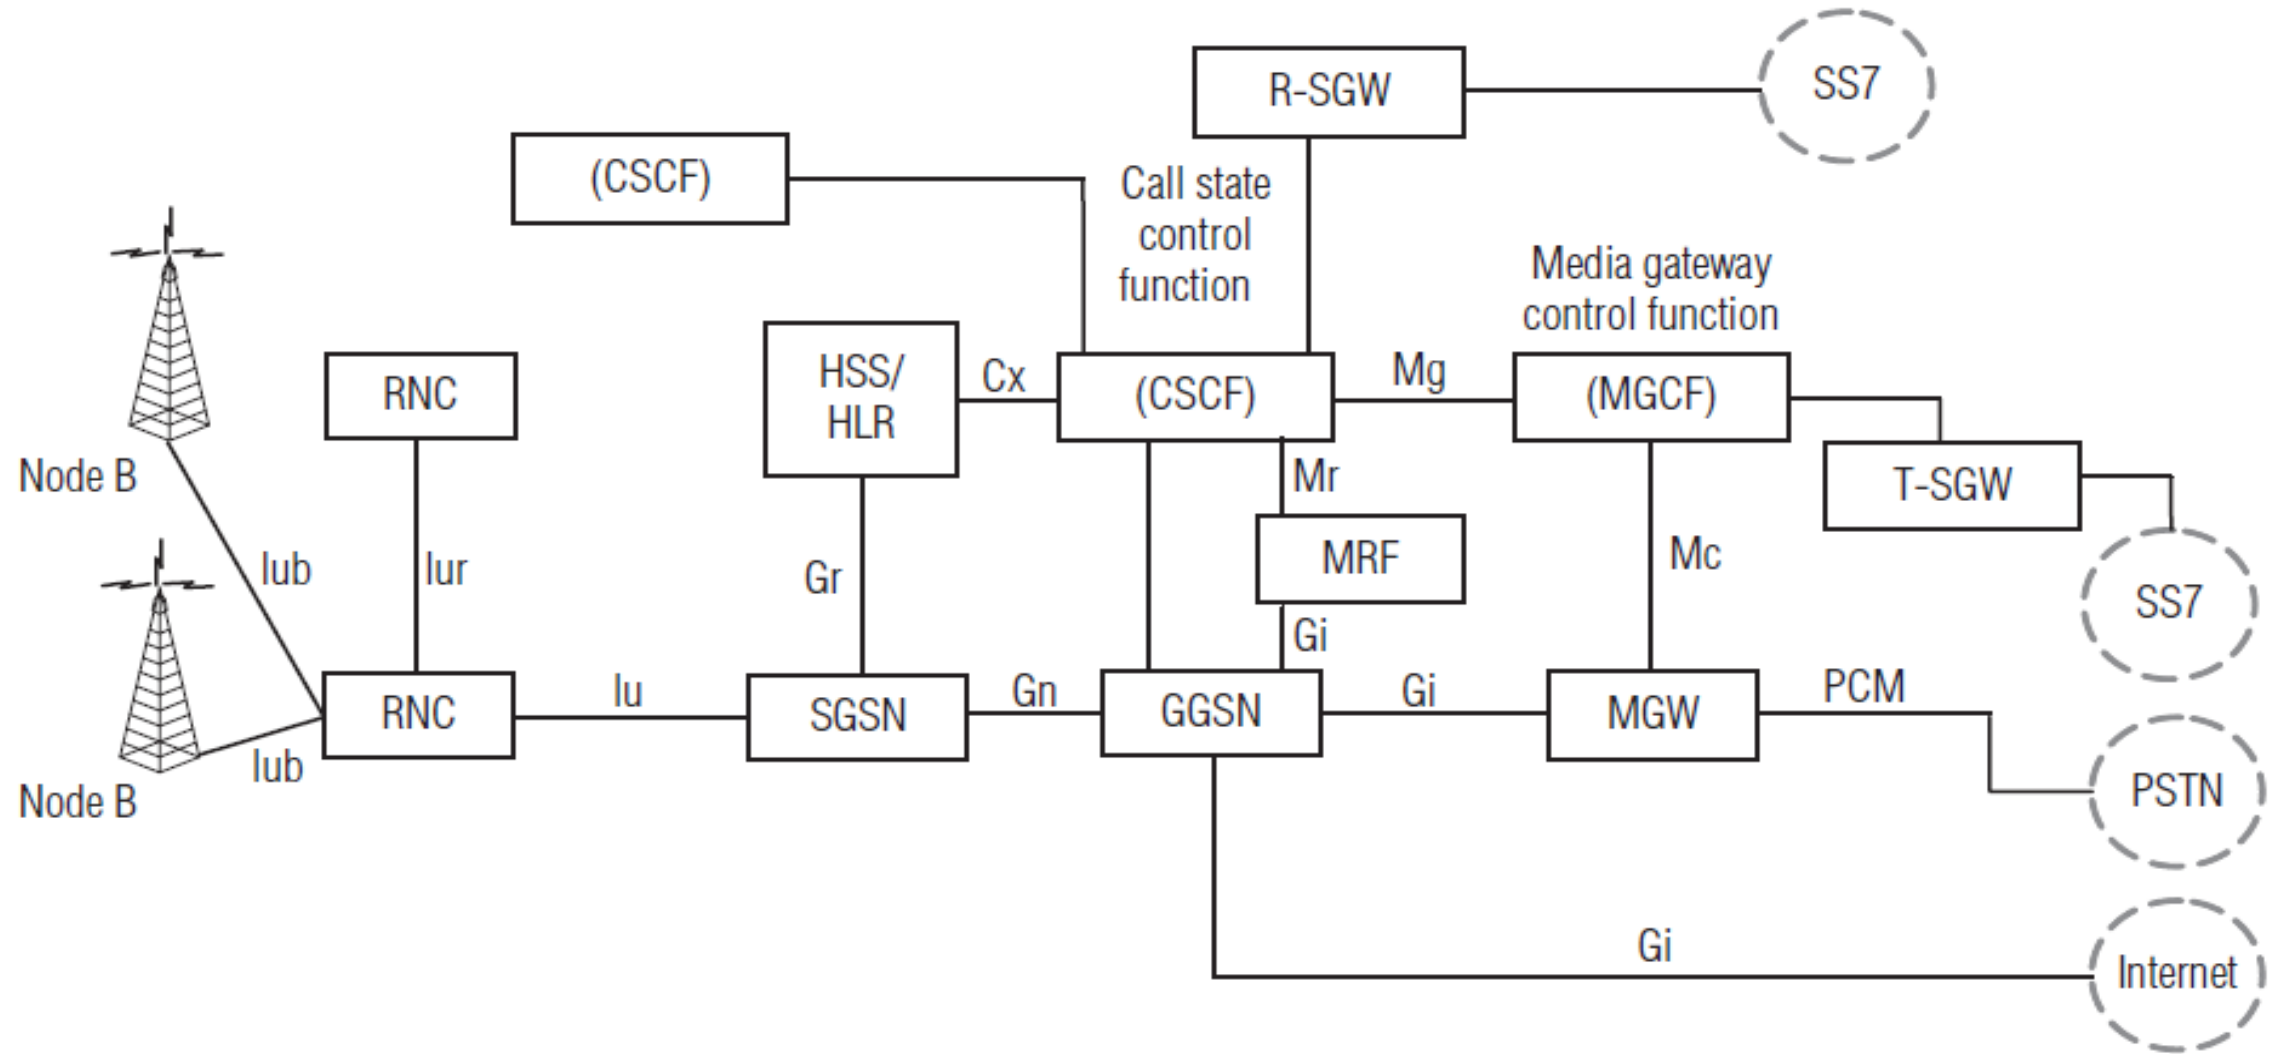 R-SGW
SS7
(CSCF)
Call state
control
function
Media gateway
control function
RNC
HSS/
HLR
Cx
(CSCF)
Mg
(MGCF)
Node B
Mr
T-SGW
Iub
Iur
Gr
MRF
Mc
SS7
Gi
RNC
Iu
SGSN
Gn
GGSN
Gi
MGW
PCM
Iub
Node B
PSTN
Gi
Internet